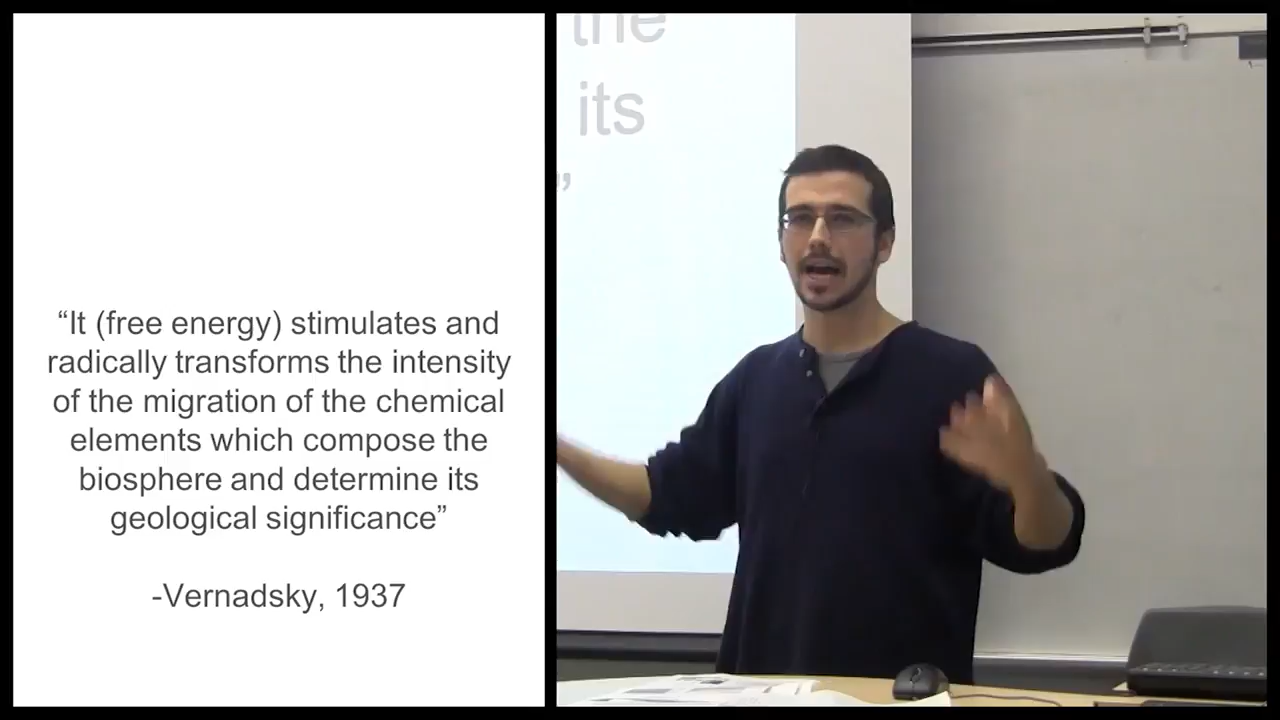 “It (free energy) stimulates and
radically transforms the intensity
of the migration of the chemical
elements which compose the
biosphere and determine its
geological significance”
-Vernadsky, 1937
the
its
”